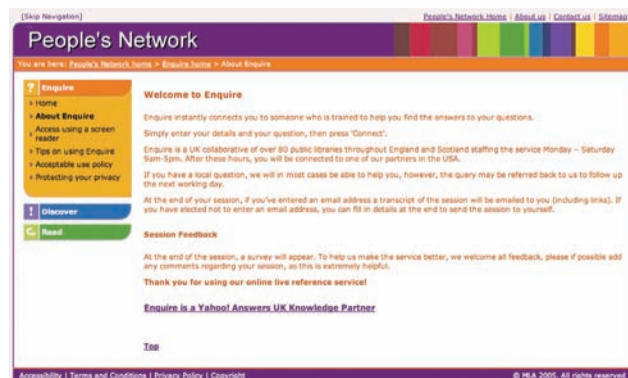 [Skip Navigation]
People's Network Home | About us | Contact us | Sitemap
People's Network
You are here: People's Network home > Enquire home > About Enquire
? Enquire
Home
About Enquire
Access using a screen
reader
Tips on using Enquire
Acceptable use policy
Protecting your privacy
! Discover
Read
Welcome to Enquire
Enquire instantly connects you to someone who is trained to help you find the answers to your questions.
Simply enter your details and your question, then press 'Connect'.
Enquire is a UK collaborative of over 80 public libraries throughout England and Scotland staffing the service Monday – Saturday
9am-5pm. After these hours, you will be connected to one of our partners in the USA.
If you have a local question, we will in most cases be able to help you, however, the query may be referred back to us to follow up
the next working day.
At the end of your session, if you've entered an email address a transcript of the session will be emailed to you (including links). If
you have elected not to enter an email address, you can fill in details at the end to send the session to yourself.
Session Feedback
At the end of the session, a survey will appear. To help us make the service better, we welcome all feedback, please if possible add
any comments regarding your session, as this is extremely helpful.
Thank you for using our online live reference service!
Enquire is a Yahoo! Answers UK Knowledge Partner
Top
Accessibility | Terms and Conditions | Privacy Policy | Copyright
© MLA 2005. All rights reserved